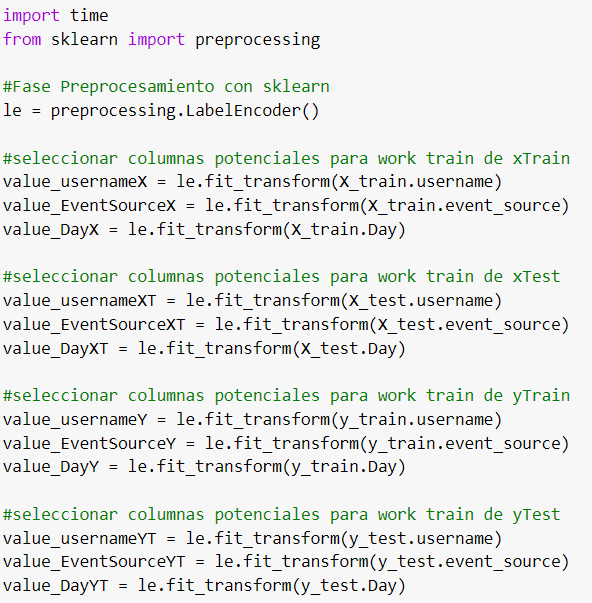 import time
from sklearn import preprocessing
#Fase Preprocesamiento con sklearn
le = preprocessing.LabelEncoder()
#seleccionar columnas potenciales para work train de xTrain
value_usernameX = le.fit_transform(X_train.username)
value_EventSourceX = le.fit_transform(X_train.event_source)
value_DayX = le.fit_transform(X_train.Day)
#seleccionar columnas potenciales para work train de xTest
value_usernameXT = le.fit_transform(X_test.username)
value_EventSourceXT = le.fit_transform(X_test.event_source)
value_DayXT = le.fit_transform(X_test.Day)
#seleccionar columnas potenciales para work train de yTrain
value_usernameY = le.fit_transform(y_train.username)
value_EventSourceY = le.fit_transform(y_train.event_source)
value_DayY = le.fit_transform(y_train.Day)
#seleccionar columnas potenciales para work train de yTest
value_usernameYT = le.fit_transform(y_test.username)
value_EventSourceYT = le.fit_transform(y_test.event_source)
value_DayYT = le.fit_transform(y_test.Day)